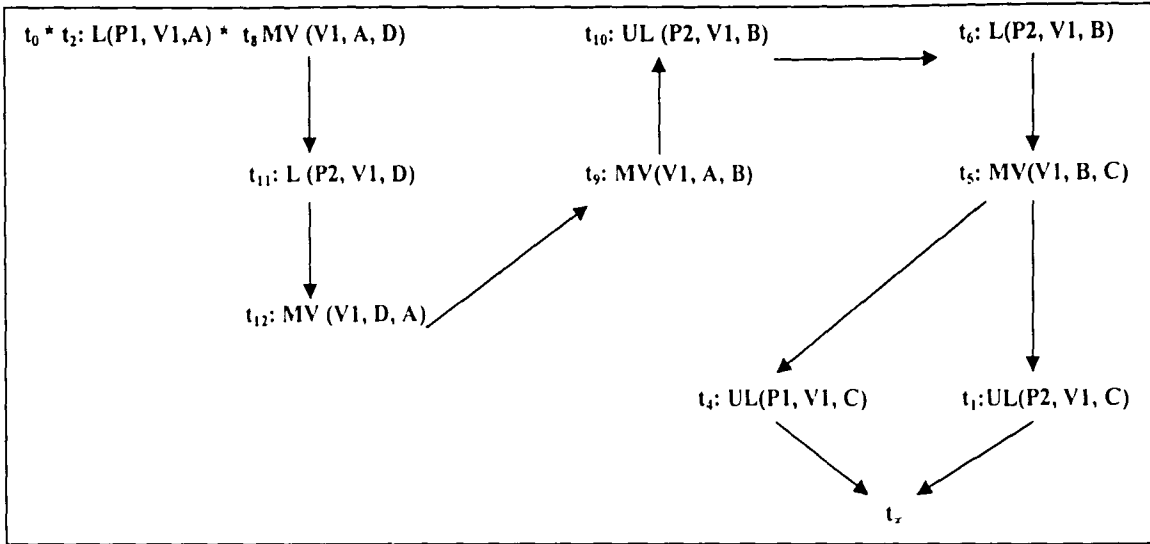 t₀ * t₂: L(P1, V1,A) * t₈ MV (V1, A, D)
t₁₀: UL (P2, V1, B)
t₆: L(P2, V1, B)
t₁₁: L (P2, V1, D)
t₉: MV(V1, A, B)
t₅: MV(V1, B, C)
t₁₂: MV (V1, D, A)
t₄: UL(P1, V1, C)
t₁:UL(P2, V1, C)